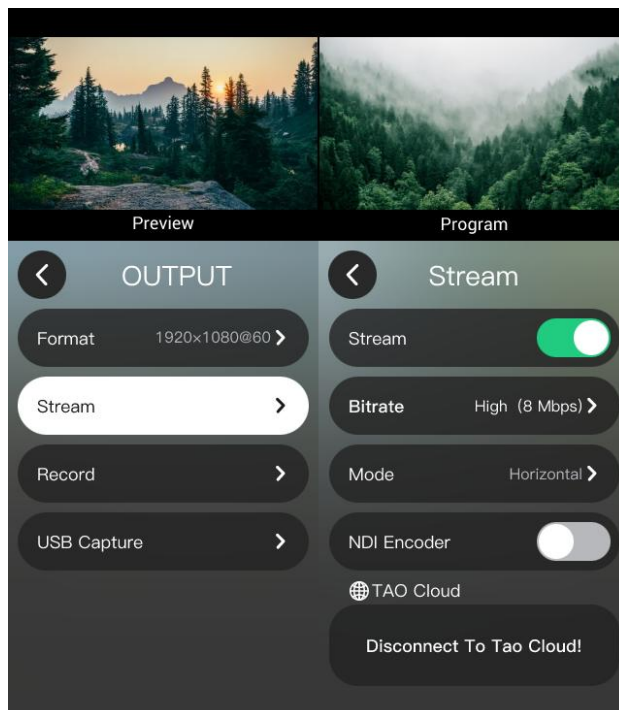 Preview
Program
OUTPUT
Format 1920×1080@60
Stream
Record
USB Capture
Stream
Stream
Bitrate High (8 Mbps)
Mode Horizontal
NDI Encoder
TAO Cloud
Disconnect To Tao Cloud!